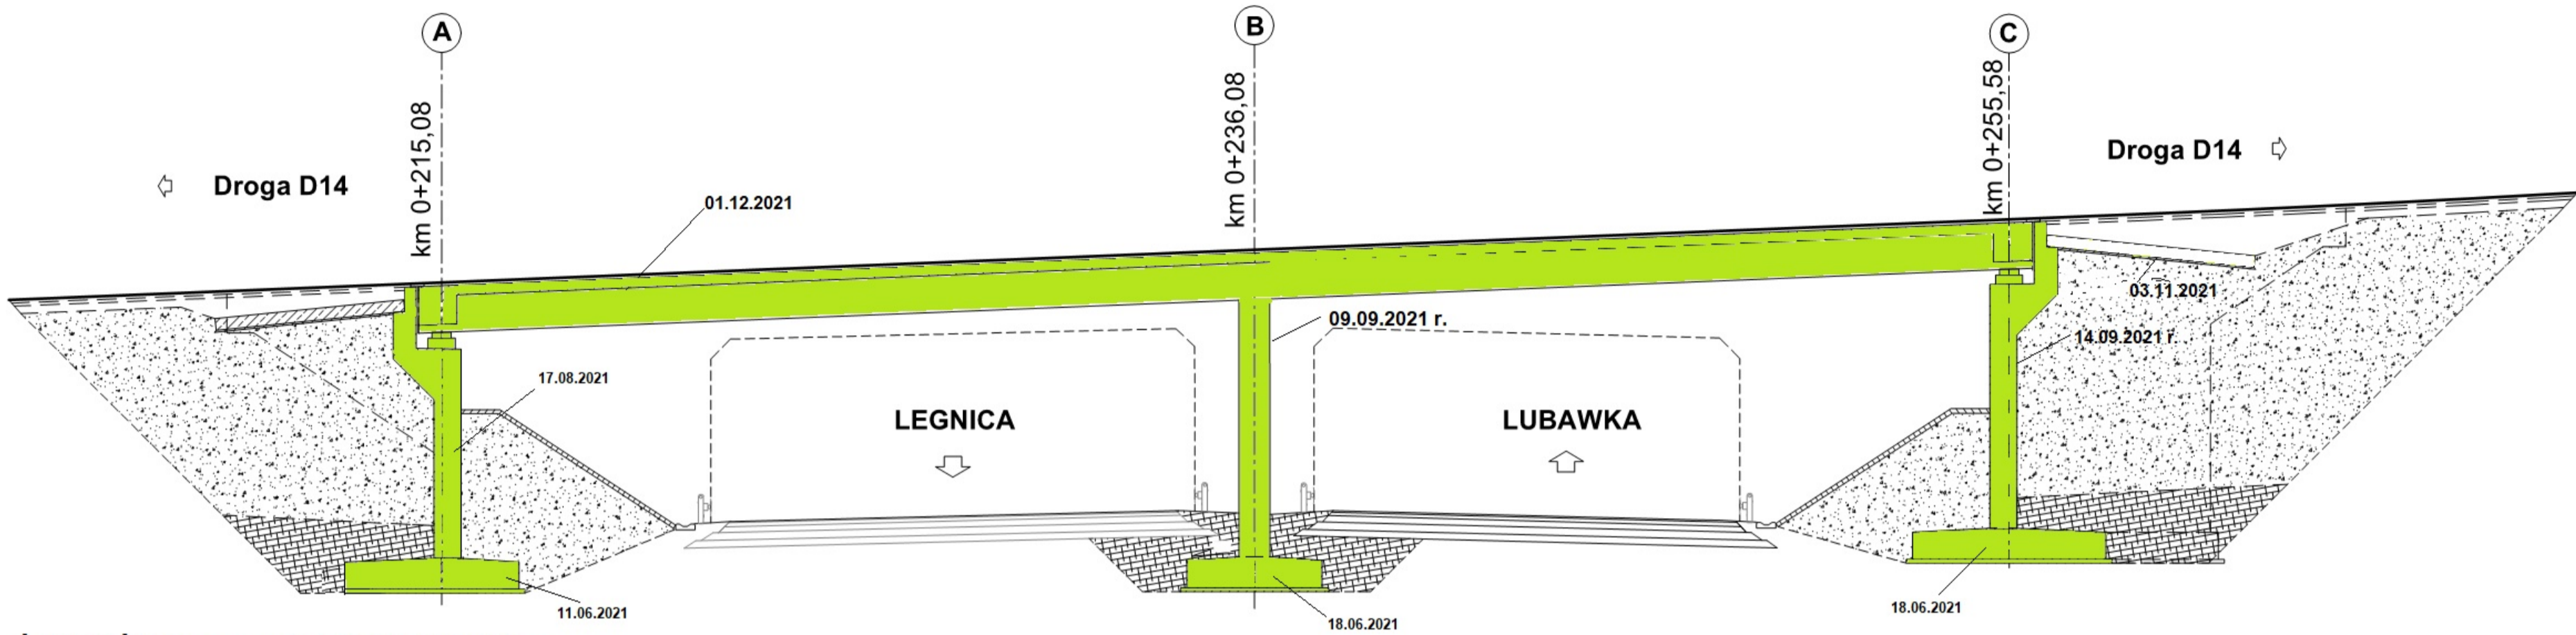 A
B
C
km 0+215,08
km 0+236,08
km 0+255,58
Droga D14
Droga D14
01.12.2021
03.11.2021
09.09.2021 r.
14.09.2021 r.
17.08.2021
LEGNICA
LUBAWKA
11.06.2021
18.06.2021
18.06.2021